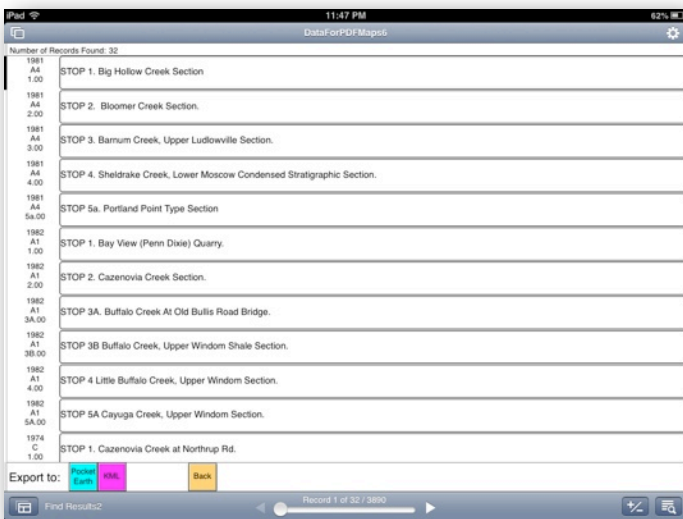 iPad 11:47 PM 62%
DataForPDFMaps6
Number of Records Found: 32
1981
A4
1.00
STOP 1. Big Hollow Creek Section
1981
A4
2.00
STOP 2. Bloomer Creek Section.
1981
A4
3.00
STOP 3. Barnum Creek, Upper Ludlowville Section.
1981
A4
4.00
STOP 4. Sheldrake Creek, Lower Moscow Condensed Stratigraphic Section.
1981
A4
5a.00
STOP 5a. Portland Point Type Section
1982
A1
1.00
STOP 1. Bay View (Penn Dixie) Quarry.
1982
A1
2.00
STOP 2. Cazenovia Creek Section.
1982
A1
3A.00
STOP 3A. Buffalo Creek At Old Bullis Road Bridge.
1982
A1
3B.00
STOP 3B Buffalo Creek, Upper Windom Shale Section.
1982
A1
4.00
STOP 4 Little Buffalo Creek, Upper Windom Section.
1982
A1
5A.00
STOP 5A Cayuga Creek, Upper Windom Section.
1974
C
1.00
STOP 1. Cazenovia Creek at Northrup Rd.
Export to:
Pocket
Earth
KML
Back
Find Results2
Record 1 of 32 / 3890